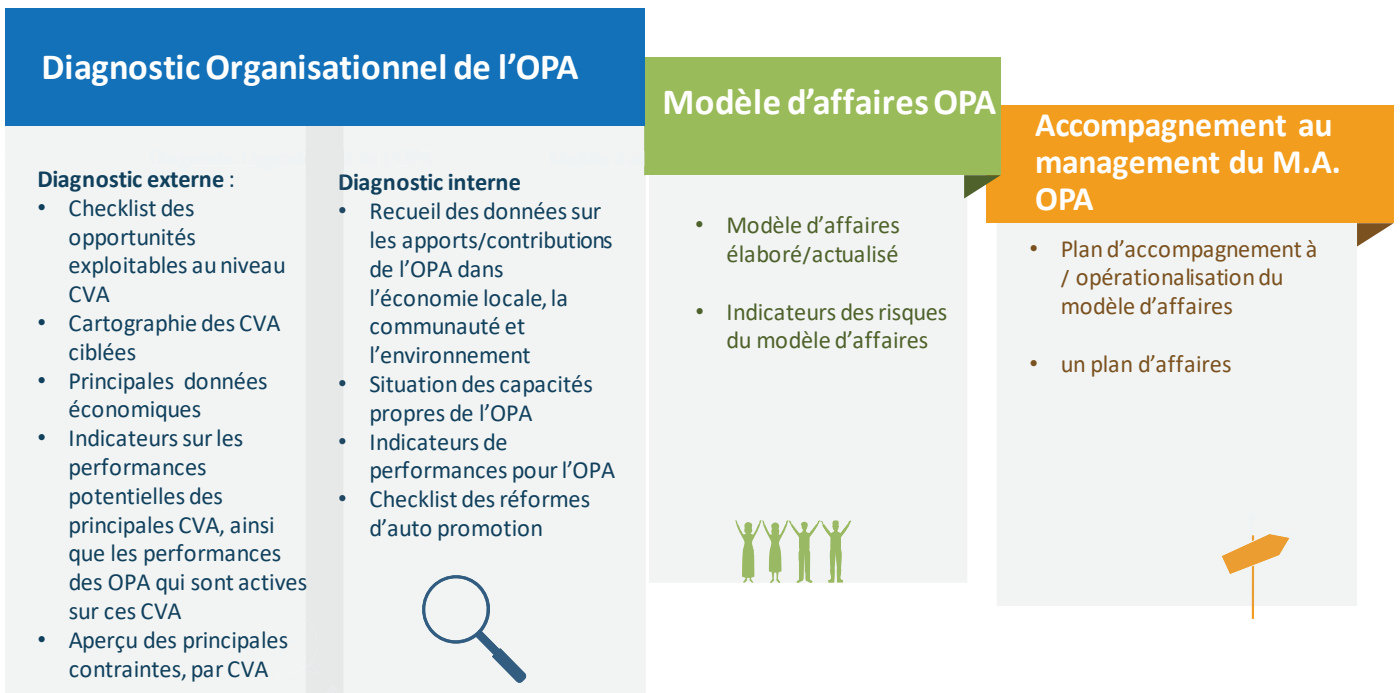 Diagnostic Organisationnel de l’OPA
Diagnostic externe :
• Checklist des
opportunités
exploitables au niveau
CVA
• Cartographie des CVA
ciblées
• Principales données
économiques
• Indicateurs sur les
performances
potentielles des
principales CVA, ainsi
que les performances
des OPA qui sont actives
sur ces CVA
• Aperçu des principales
contraintes, par CVA
Diagnostic interne
• Recueil des données sur
les apports/contributions
de l’OPA dans
l’économie locale, la
communauté et
l’environnement
• Situation des capacités
propres de l’OPA
• Indicateurs de
performances pour l’OPA
• Checklist des réformes
d’auto promotion
Modèle d’affaires OPA
• Modèle d’affaires
élaboré/actualisé
• Indicateurs des risques
du modèle d’affaires
Accompagnement au
management du M.A.
OPA
• Plan d’accompagnement à
/ opérationalisation du
modèle d’affaires
• un plan d’affaires